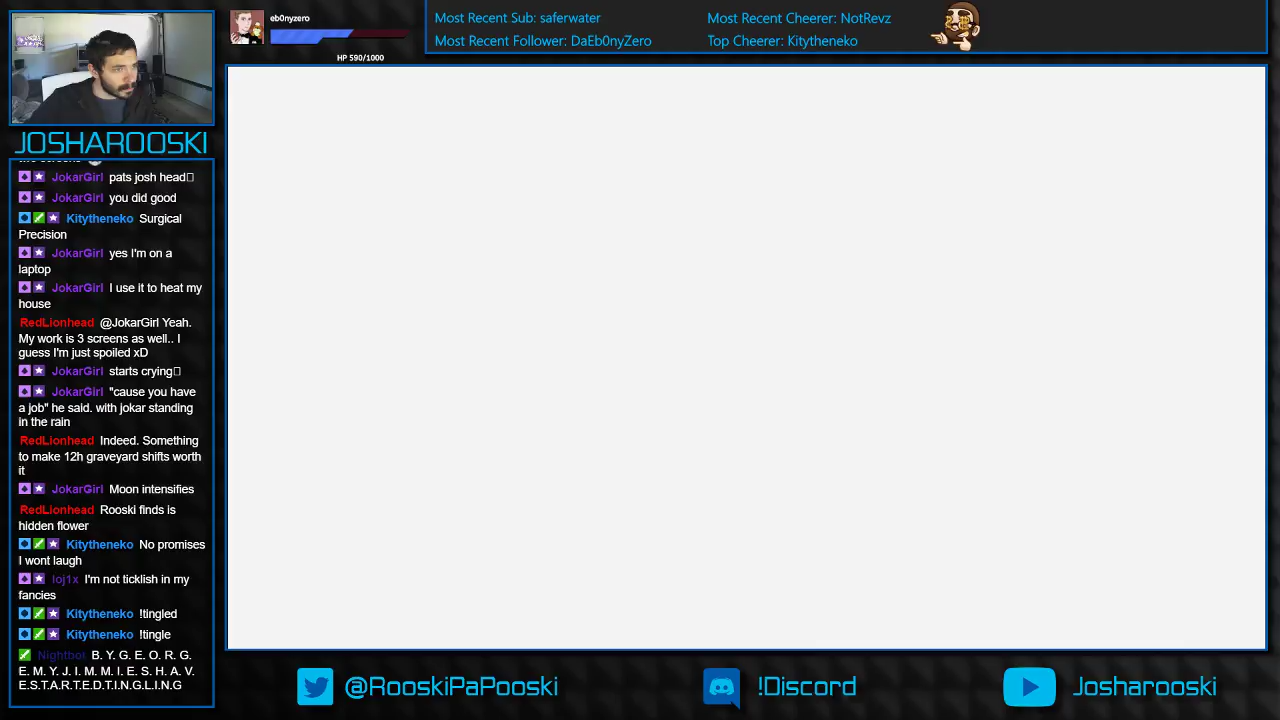 eb0nyzero
HP 590/1000
Most Recent Sub: saferwater
Most Recent Follower: DaEb0nyZero
Most Recent Cheerer: NotRevz
Top Cheerer: Kitytheneko
JOSHAROOSKI
JokarGirl pats josh head
JokarGirl you did good
Kitytheneko Surgical
Precision
JokarGirl yes I'm on a
laptop
JokarGirl I use it to heat my
house
RedLionhead @JokarGirl Yeah.
My work is 3 screens as well.. I
guess I'm just spoiled xD
JokarGirl starts crying
JokarGirl "cause you have
a job" he said. with jokar standing
in the rain
RedLionhead Indeed. Something
to make 12h graveyard shifts worth
it
JokarGirl Moon intensifies
RedLionhead Rooski finds is
hidden flower
Kitytheneko No promises
I wont laugh
loj1x I'm not ticklish in my
fancies
Kitytheneko !tingled
Kitytheneko !tingle
Nightbot B. Y. G. E. O. R. G.
E. M. Y. J. I. M. M. I. E. S. H. A. V.
E.S.T.A.R.T.E.D.T.I.N.G.L.I.N.G
@RooskiPaPooski
!Discord
Josharooski